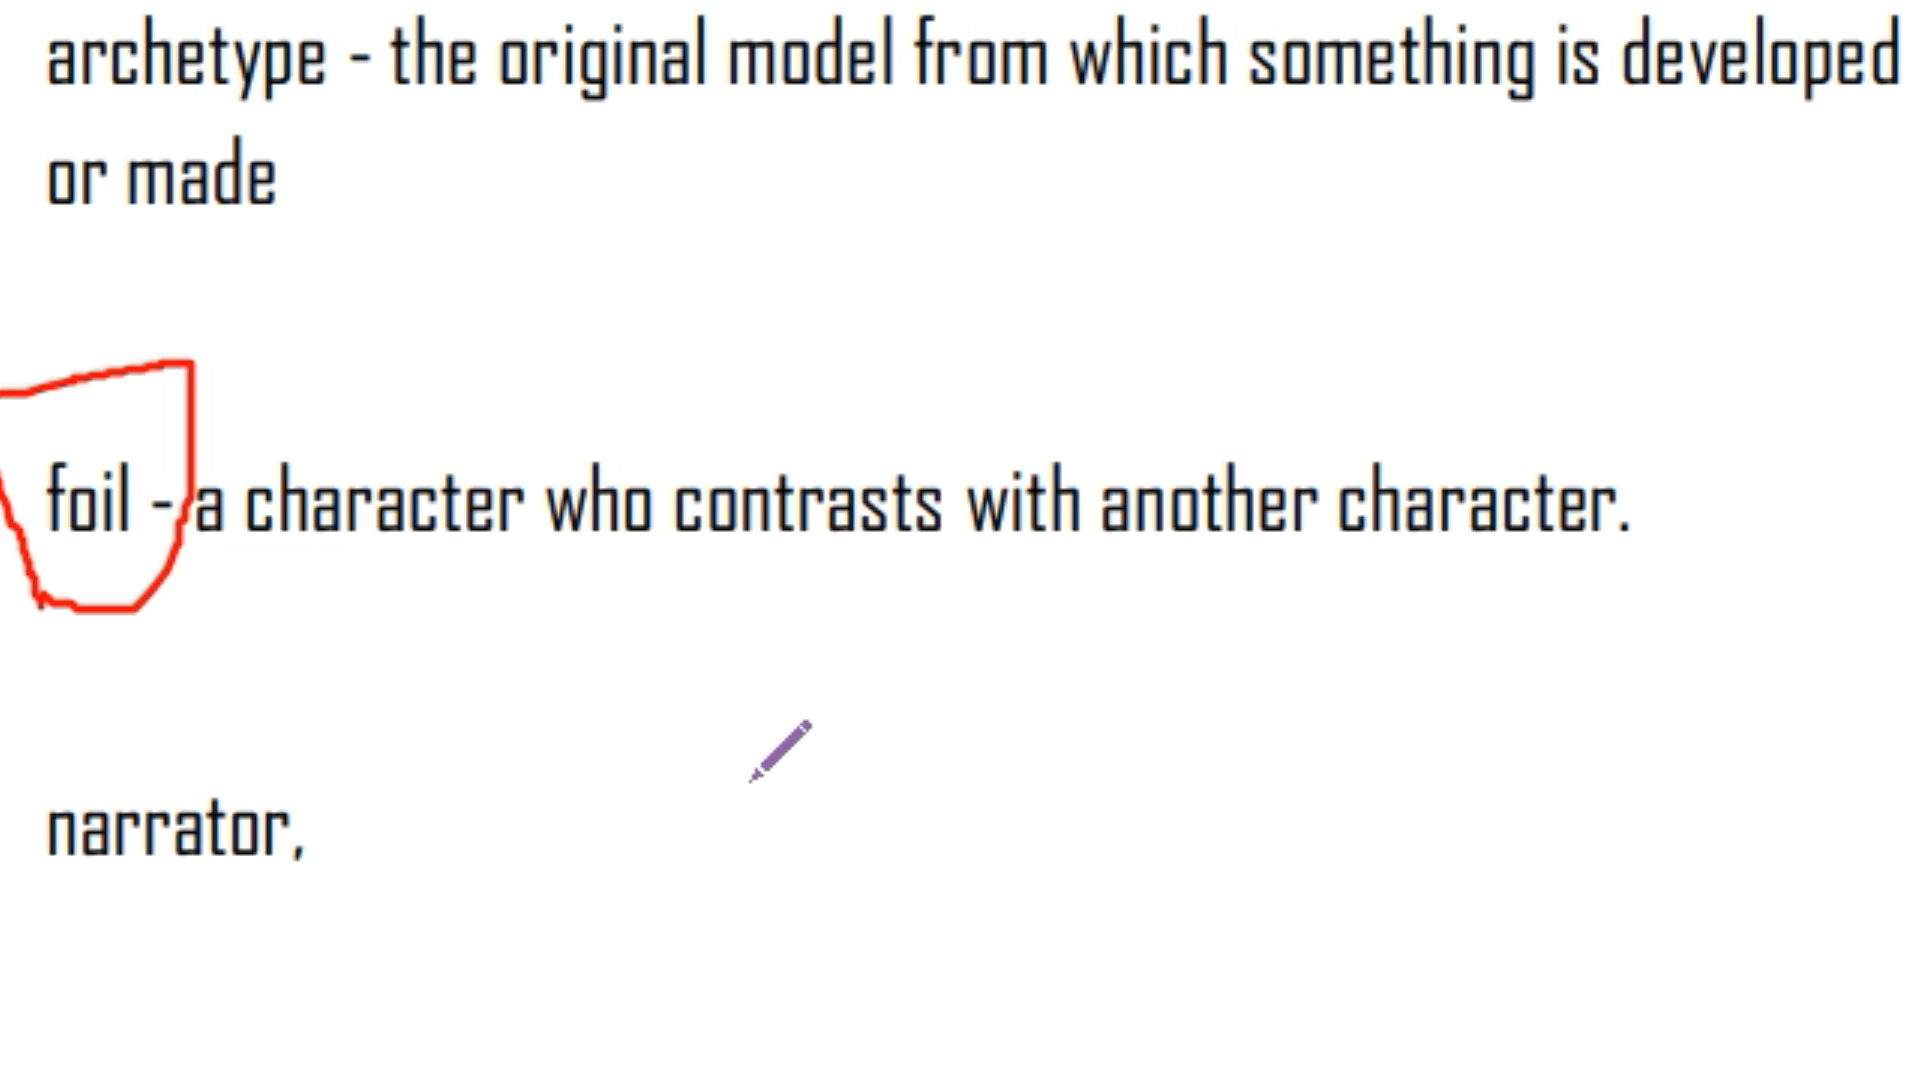 archetype - the original model from which something is developed
or made
foil - a character who contrasts with another character.
narrator,